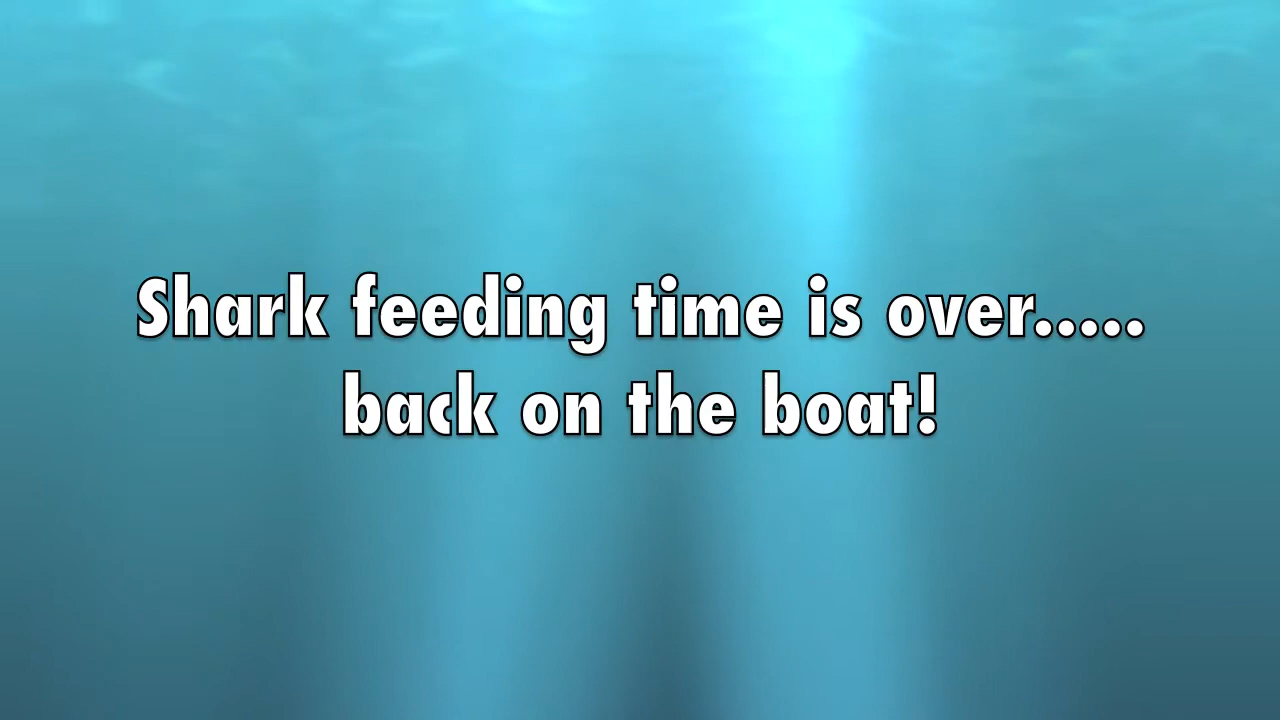 Shark feeding time is over.....
back on the boat!